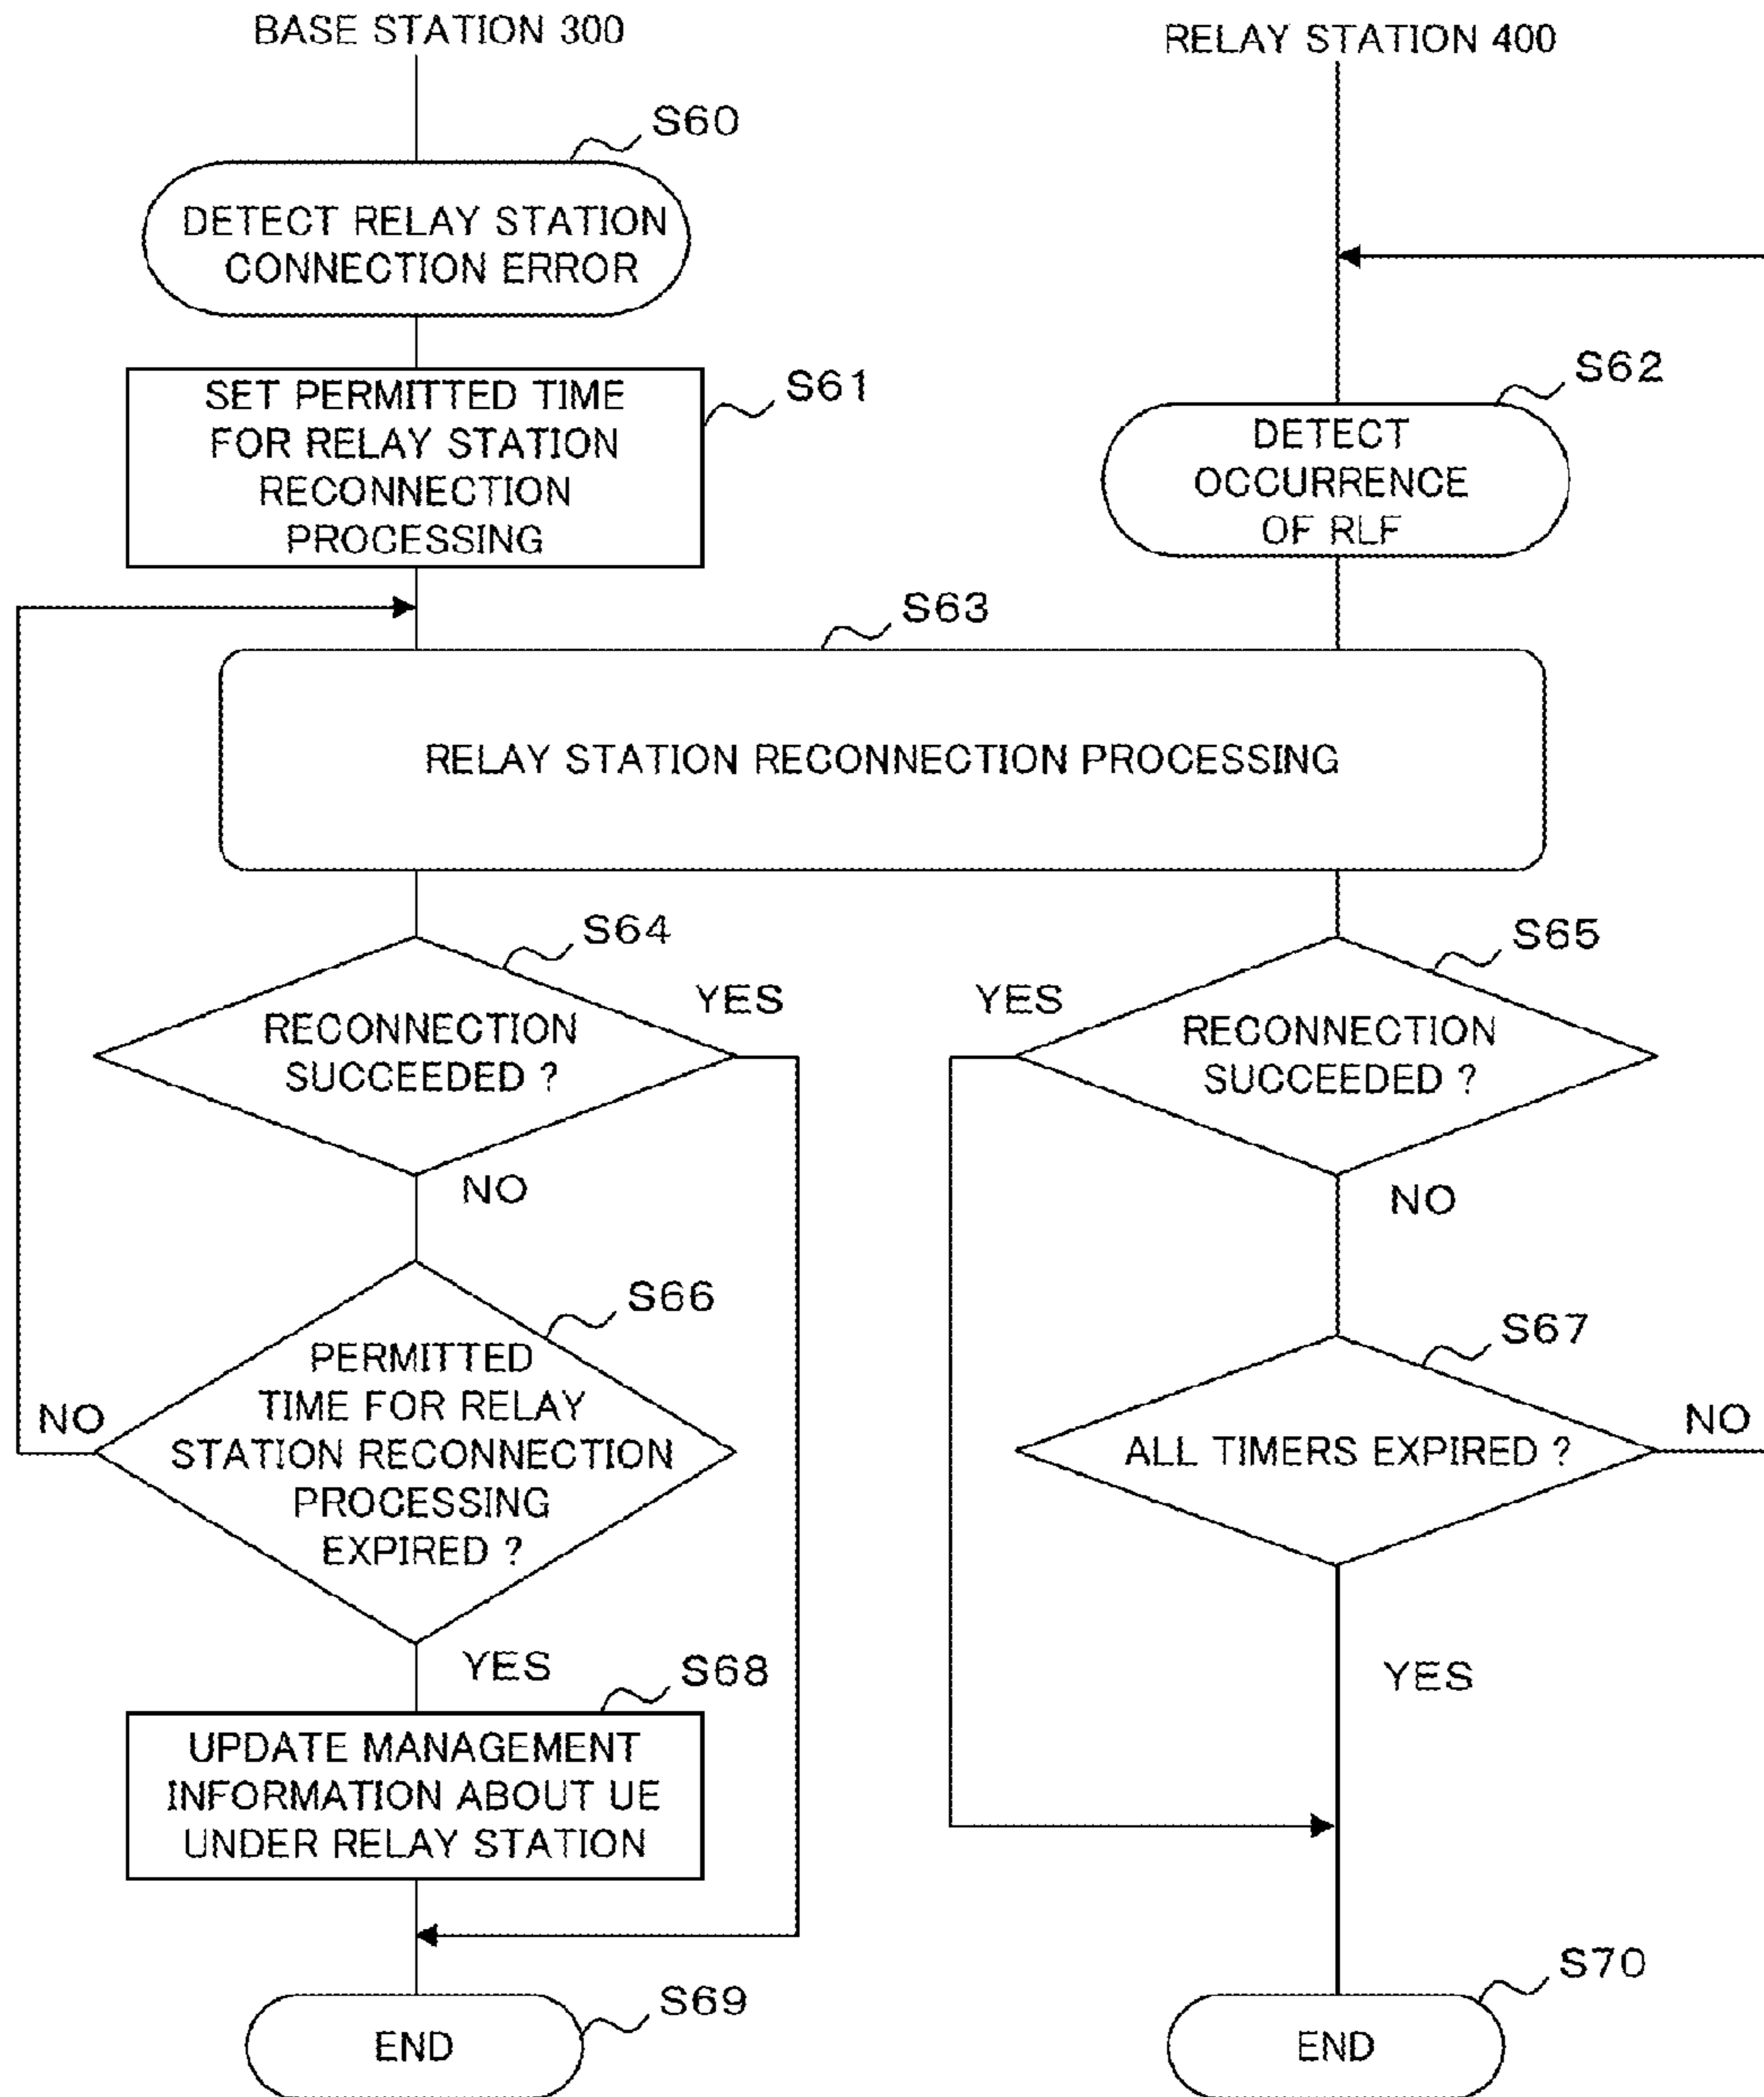 BASE STATION 300
RELAY STATION 400
S60
DETECT RELAY STATION
CONNECTION ERROR
S61
SET PERMITTED TIME
FOR RELAY STATION
RECONNECTION
PROCESSING
S62
DETECT
OCCURRENCE
OF RLF
S63
RELAY STATION RECONNECTION PROCESSING
S64
RECONNECTION
SUCCEEDED ?
YES
NO
S65
RECONNECTION
SUCCEEDED ?
YES
NO
S66
PERMITTED
TIME FOR RELAY
STATION RECONNECTION
PROCESSING
EXPIRED ?
NO
YES
S67
ALL TIMERS EXPIRED ?
NO
YES
S68
UPDATE MANAGEMENT
INFORMATION ABOUT UE
UNDER RELAY STATION
S69
END
S70
END